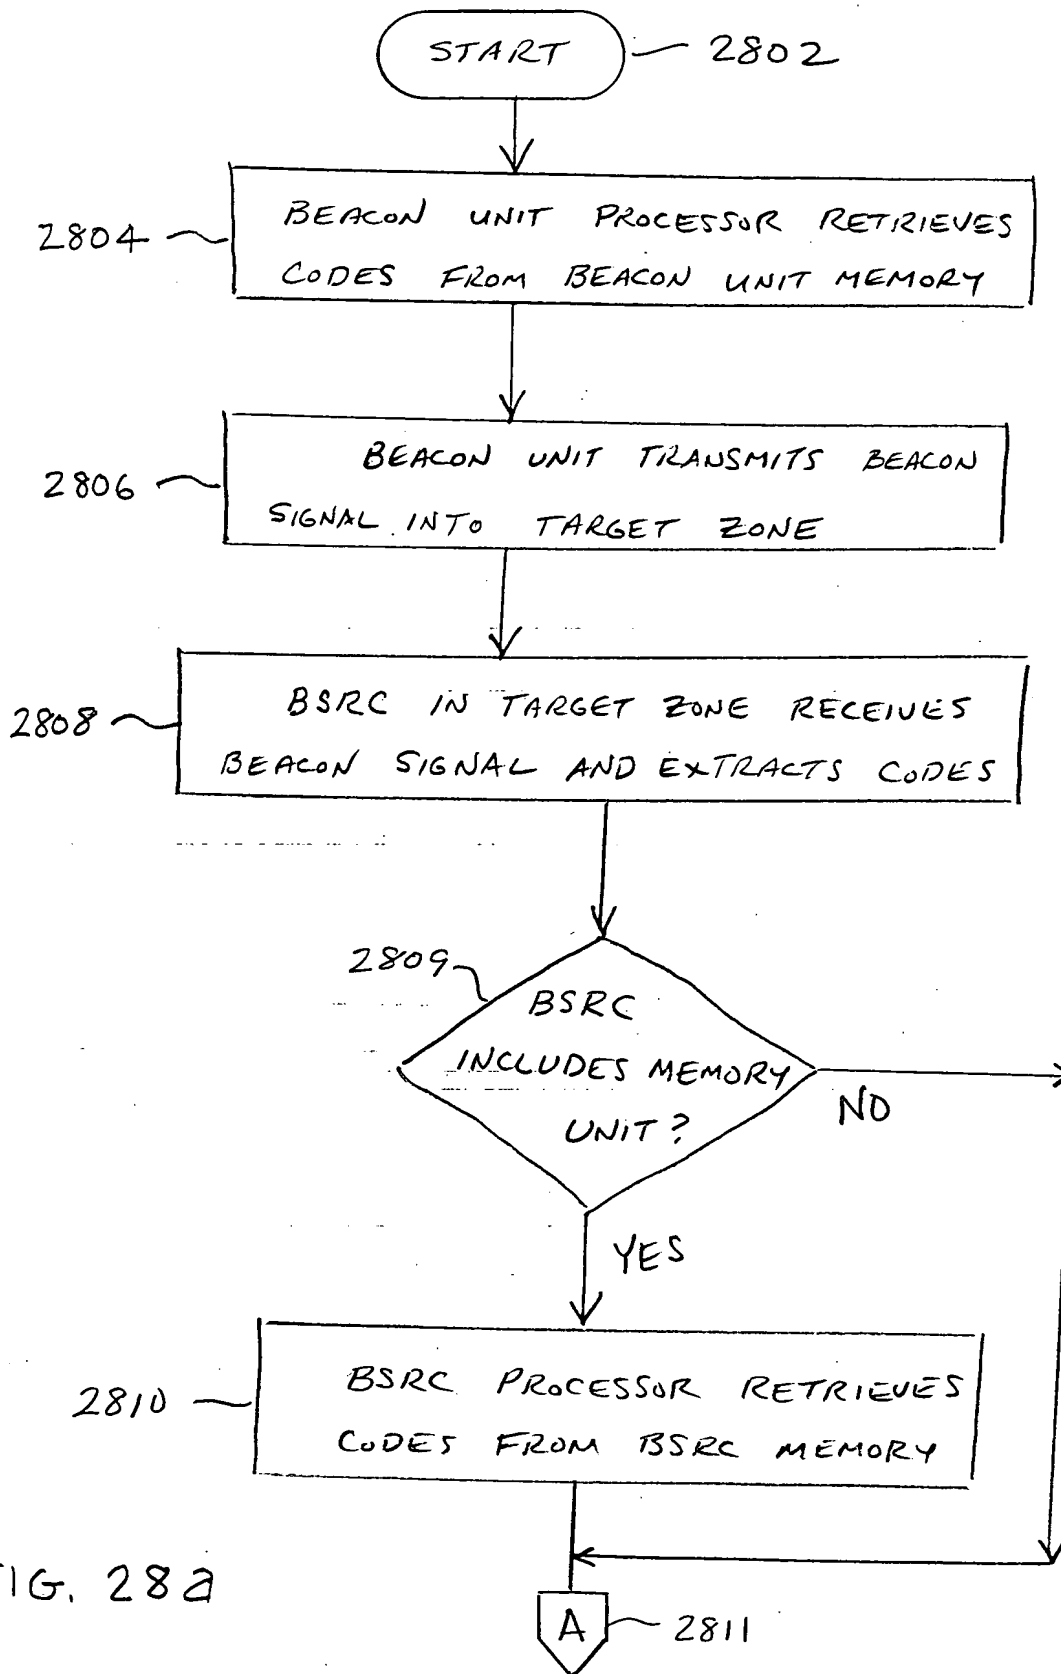 START
2802
2804
BEACON UNIT PROCESSOR RETRIEVES
CODES FROM BEACON UNIT MEMORY
2806
BEACON UNIT TRANSMITS BEACON
SIGNAL INTO TARGET ZONE
2808
BSRC IN TARGET ZONE RECEIVES
BEACON SIGNAL AND EXTRACTS CODES
2809
BSRC
INCLUDES MEMORY
UNIT?
NO
YES
2810
BSRC PROCESSOR RETRIEVES
CODES FROM BSRC MEMORY
IG. 28a
A
2811